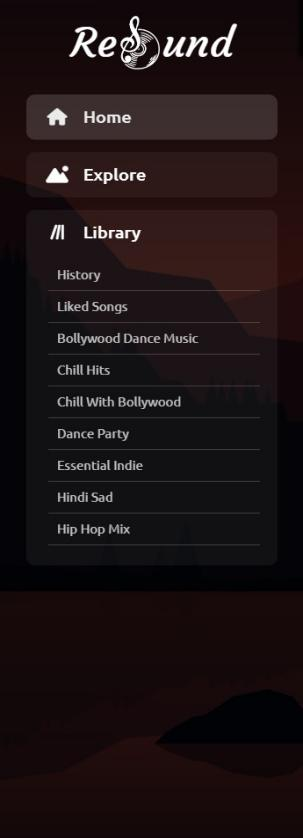 ReSound
Home
Explore
Library
History
Liked Songs
Bollywood Dance Music
Chill Hits
Chill With Bollywood
Dance Party
Essential Indie
Hindi Sad
Hip Hop Mix